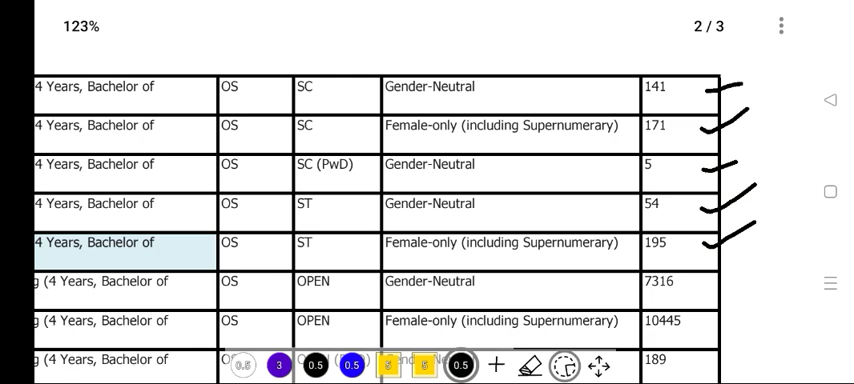 123%
2 / 3
4 Years, Bachelor of OS SC Gender-Neutral 141
4 Years, Bachelor of OS SC Female-only (including Supernumerary) 171
4 Years, Bachelor of OS SC (PwD) Gender-Neutral 5
4 Years, Bachelor of OS ST Gender-Neutral 54
4 Years, Bachelor of OS ST Female-only (including Supernumerary) 195
g (4 Years, Bachelor of OS OPEN Gender-Neutral 7316
g (4 Years, Bachelor of OS OPEN Female-only (including Supernumerary) 10445
g (4 Years, Bachelor of 189
0.5 3 0.5 0.5 5 5 0.5